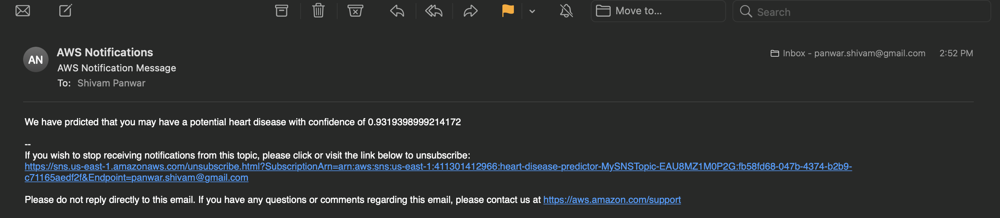 Move to...
Search
AN
AWS Notifications
Inbox - panwar.shivam@gmail.com 2:52 PM
AWS Notification Message
To: Shivam Panwar
We have prdicted that you may have a potential heart disease with confidence of 0.9319398999214172
--
If you wish to stop receiving notifications from this topic, please click or visit the link below to unsubscribe:
https://sns.us-east-1.amazonaws.com/unsubscribe.html?SubscriptionArn=arn:aws:sns:us-east-1:411301412966:heart-disease-predictor-MySNSTopic-EAU8MZ1M0P2G:fb58fd68-047b-4374-b2b9-
c71165aedf2f&Endpoint=panwar.shivam@gmail.com
Please do not reply directly to this email. If you have any questions or comments regarding this email, please contact us at https://aws.amazon.com/support